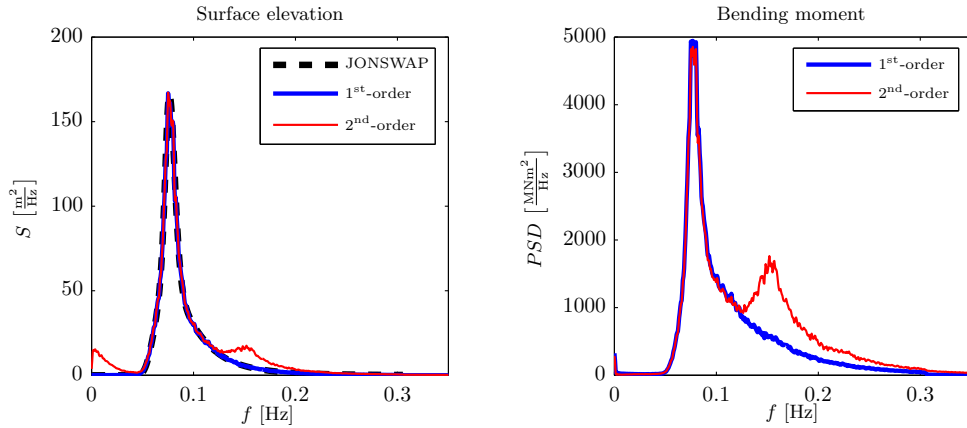 Surface elevation
200
150
100
50
0
S [m²/Hz]
JONSWAP
1st-order
2nd-order
0
0.1
0.2
0.3
f [Hz]
Bending moment
5000
4000
3000
2000
1000
0
PSD [MNm²/Hz]
1st-order
2nd-order
0
0.1
0.2
0.3
f [Hz]